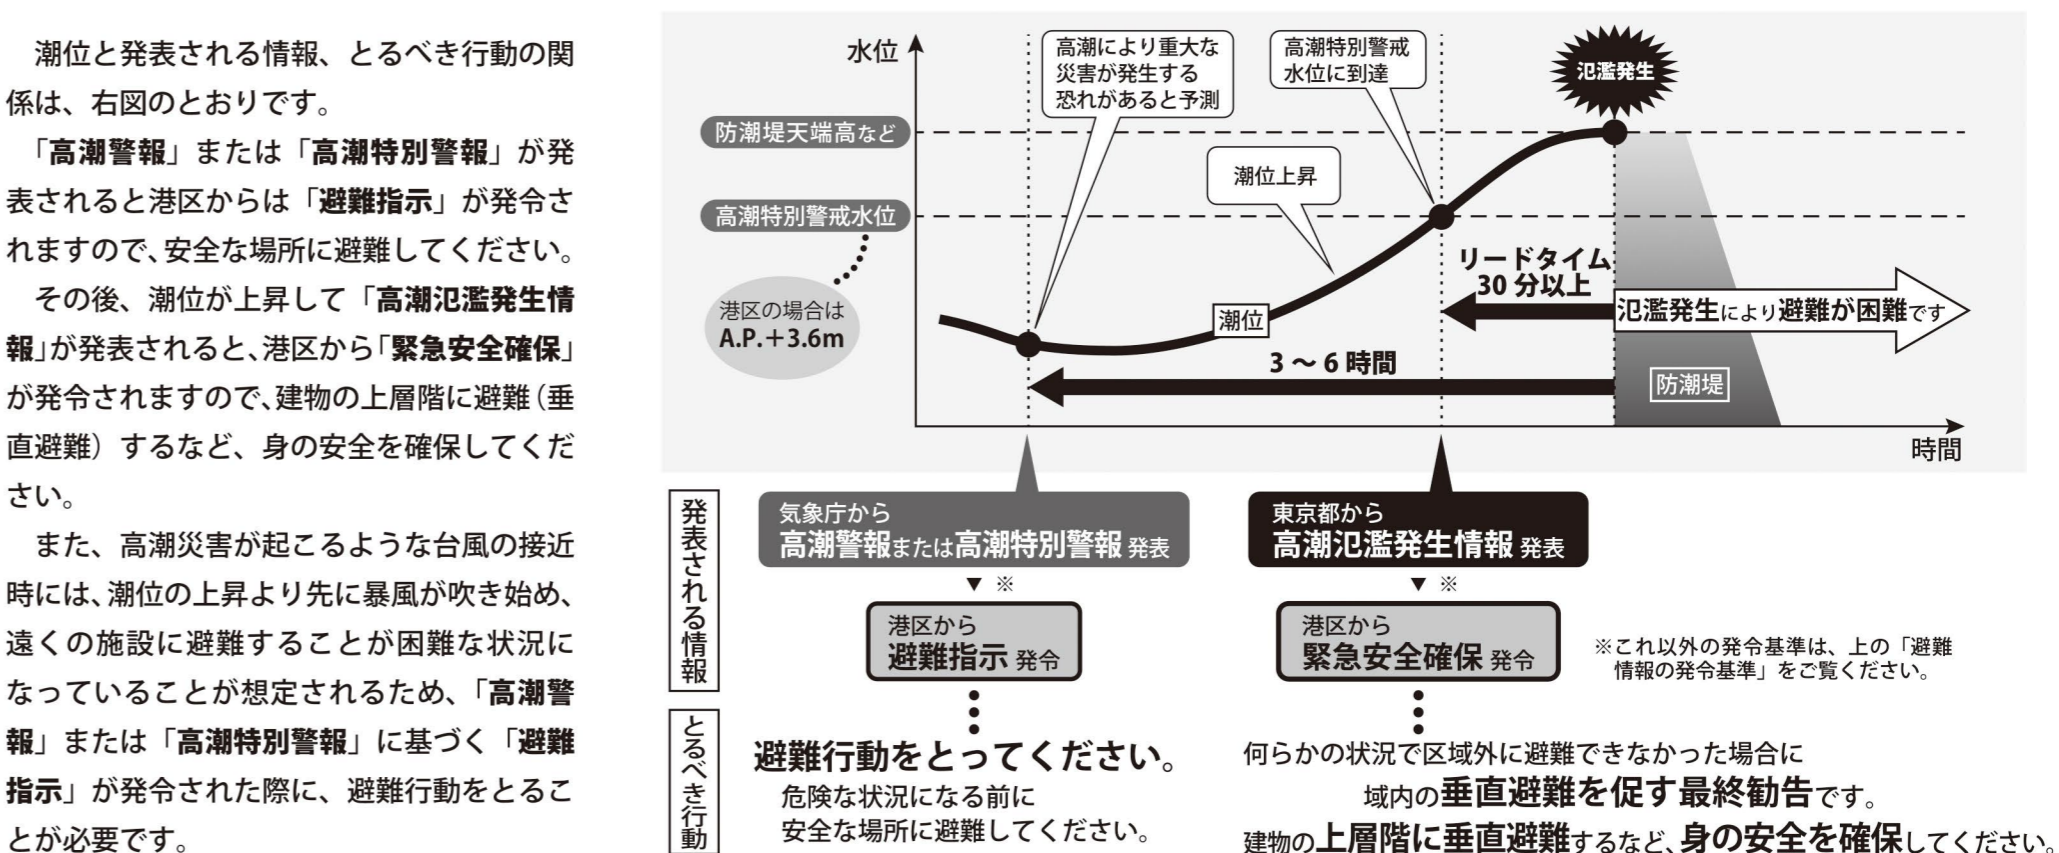 潮位と発表される情報、とるべき行動の関
係は、右図のとおりです。
「高潮警報」または「高潮特別警報」が発
表されると港区からは「避難指示」が発令さ
れますので、安全な場所に避難してください。
その後、潮位が上昇して「高潮氾濫発生情
報」が発表されると、港区から「緊急安全確保」
が発令されますので、建物の上層階に避難（垂
直避難）するなど、身の安全を確保してくだ
さい。
また、高潮災害が起こるような台風の接近
時には、潮位の上昇より先に暴風が吹き始め、
遠くの施設に避難することが困難な状況に
なっていることが想定されるため、「高潮警
報」または「高潮特別警報」に基づく「避難
指示」が発令された際に、避難行動をとるこ
とが必要です。
水位
高潮により重大な
災害が発生する
恐れがあると予測
高潮特別警戒
水位に到達
氾濫発生
防潮堤天端高など
潮位上昇
高潮特別警戒水位
リードタイム
30分以上
港区の場合は
A.P.＋3.6m
潮位
氾濫発生により避難が困難です
3～6時間
防潮堤
時間
発表される情報
気象庁から
高潮警報または高潮特別警報 発表
▼ ※
港区から
避難指示 発令
東京都から
高潮氾濫発生情報 発表
▼ ※
港区から
緊急安全確保 発令
※これ以外の発令基準は、上の「避難
情報の発令基準」をご覧ください。
とるべき行動
避難行動をとってください。
危険な状況になる前に
安全な場所に避難してください。
何らかの状況で区域外に避難できなかった場合に
域内の垂直避難を促す最終勧告です。
建物の上層階に垂直避難するなど、身の安全を確保してください。